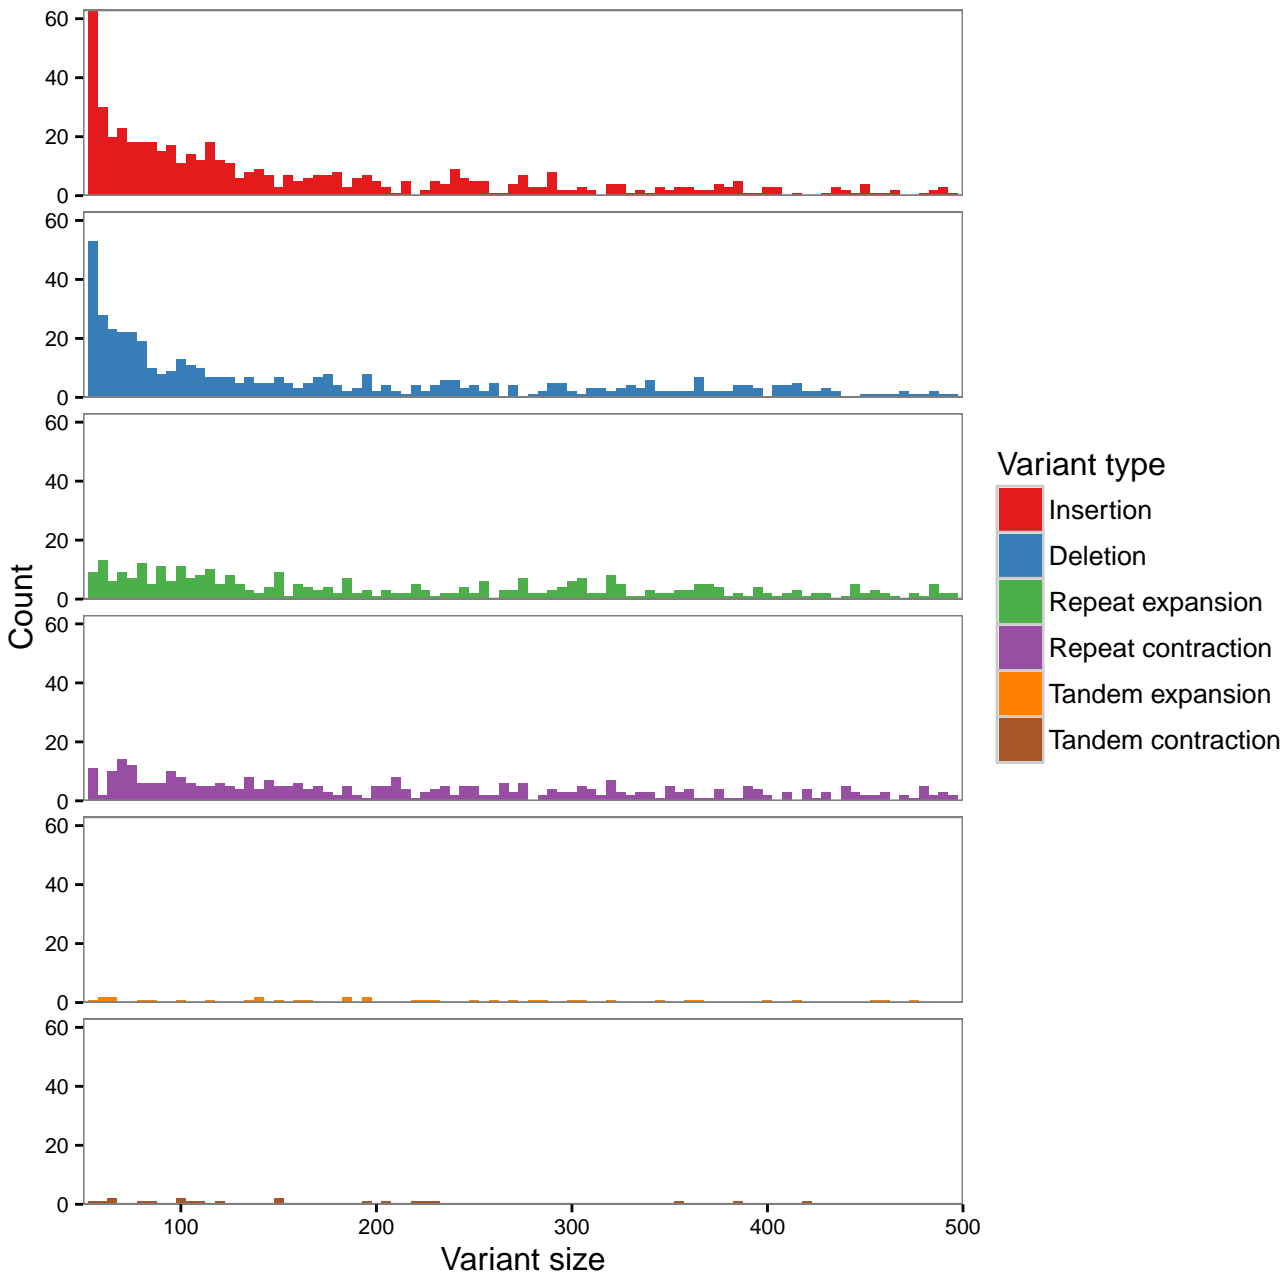 60
40
20
0
60
40
20
0
60
40
20
0
60
40
20
0
60
40
20
0
60
40
20
0
Count
100 200 300 400 500
Variant size
Variant type
Insertion
Deletion
Repeat expansion
Repeat contraction
Tandem expansion
Tandem contraction